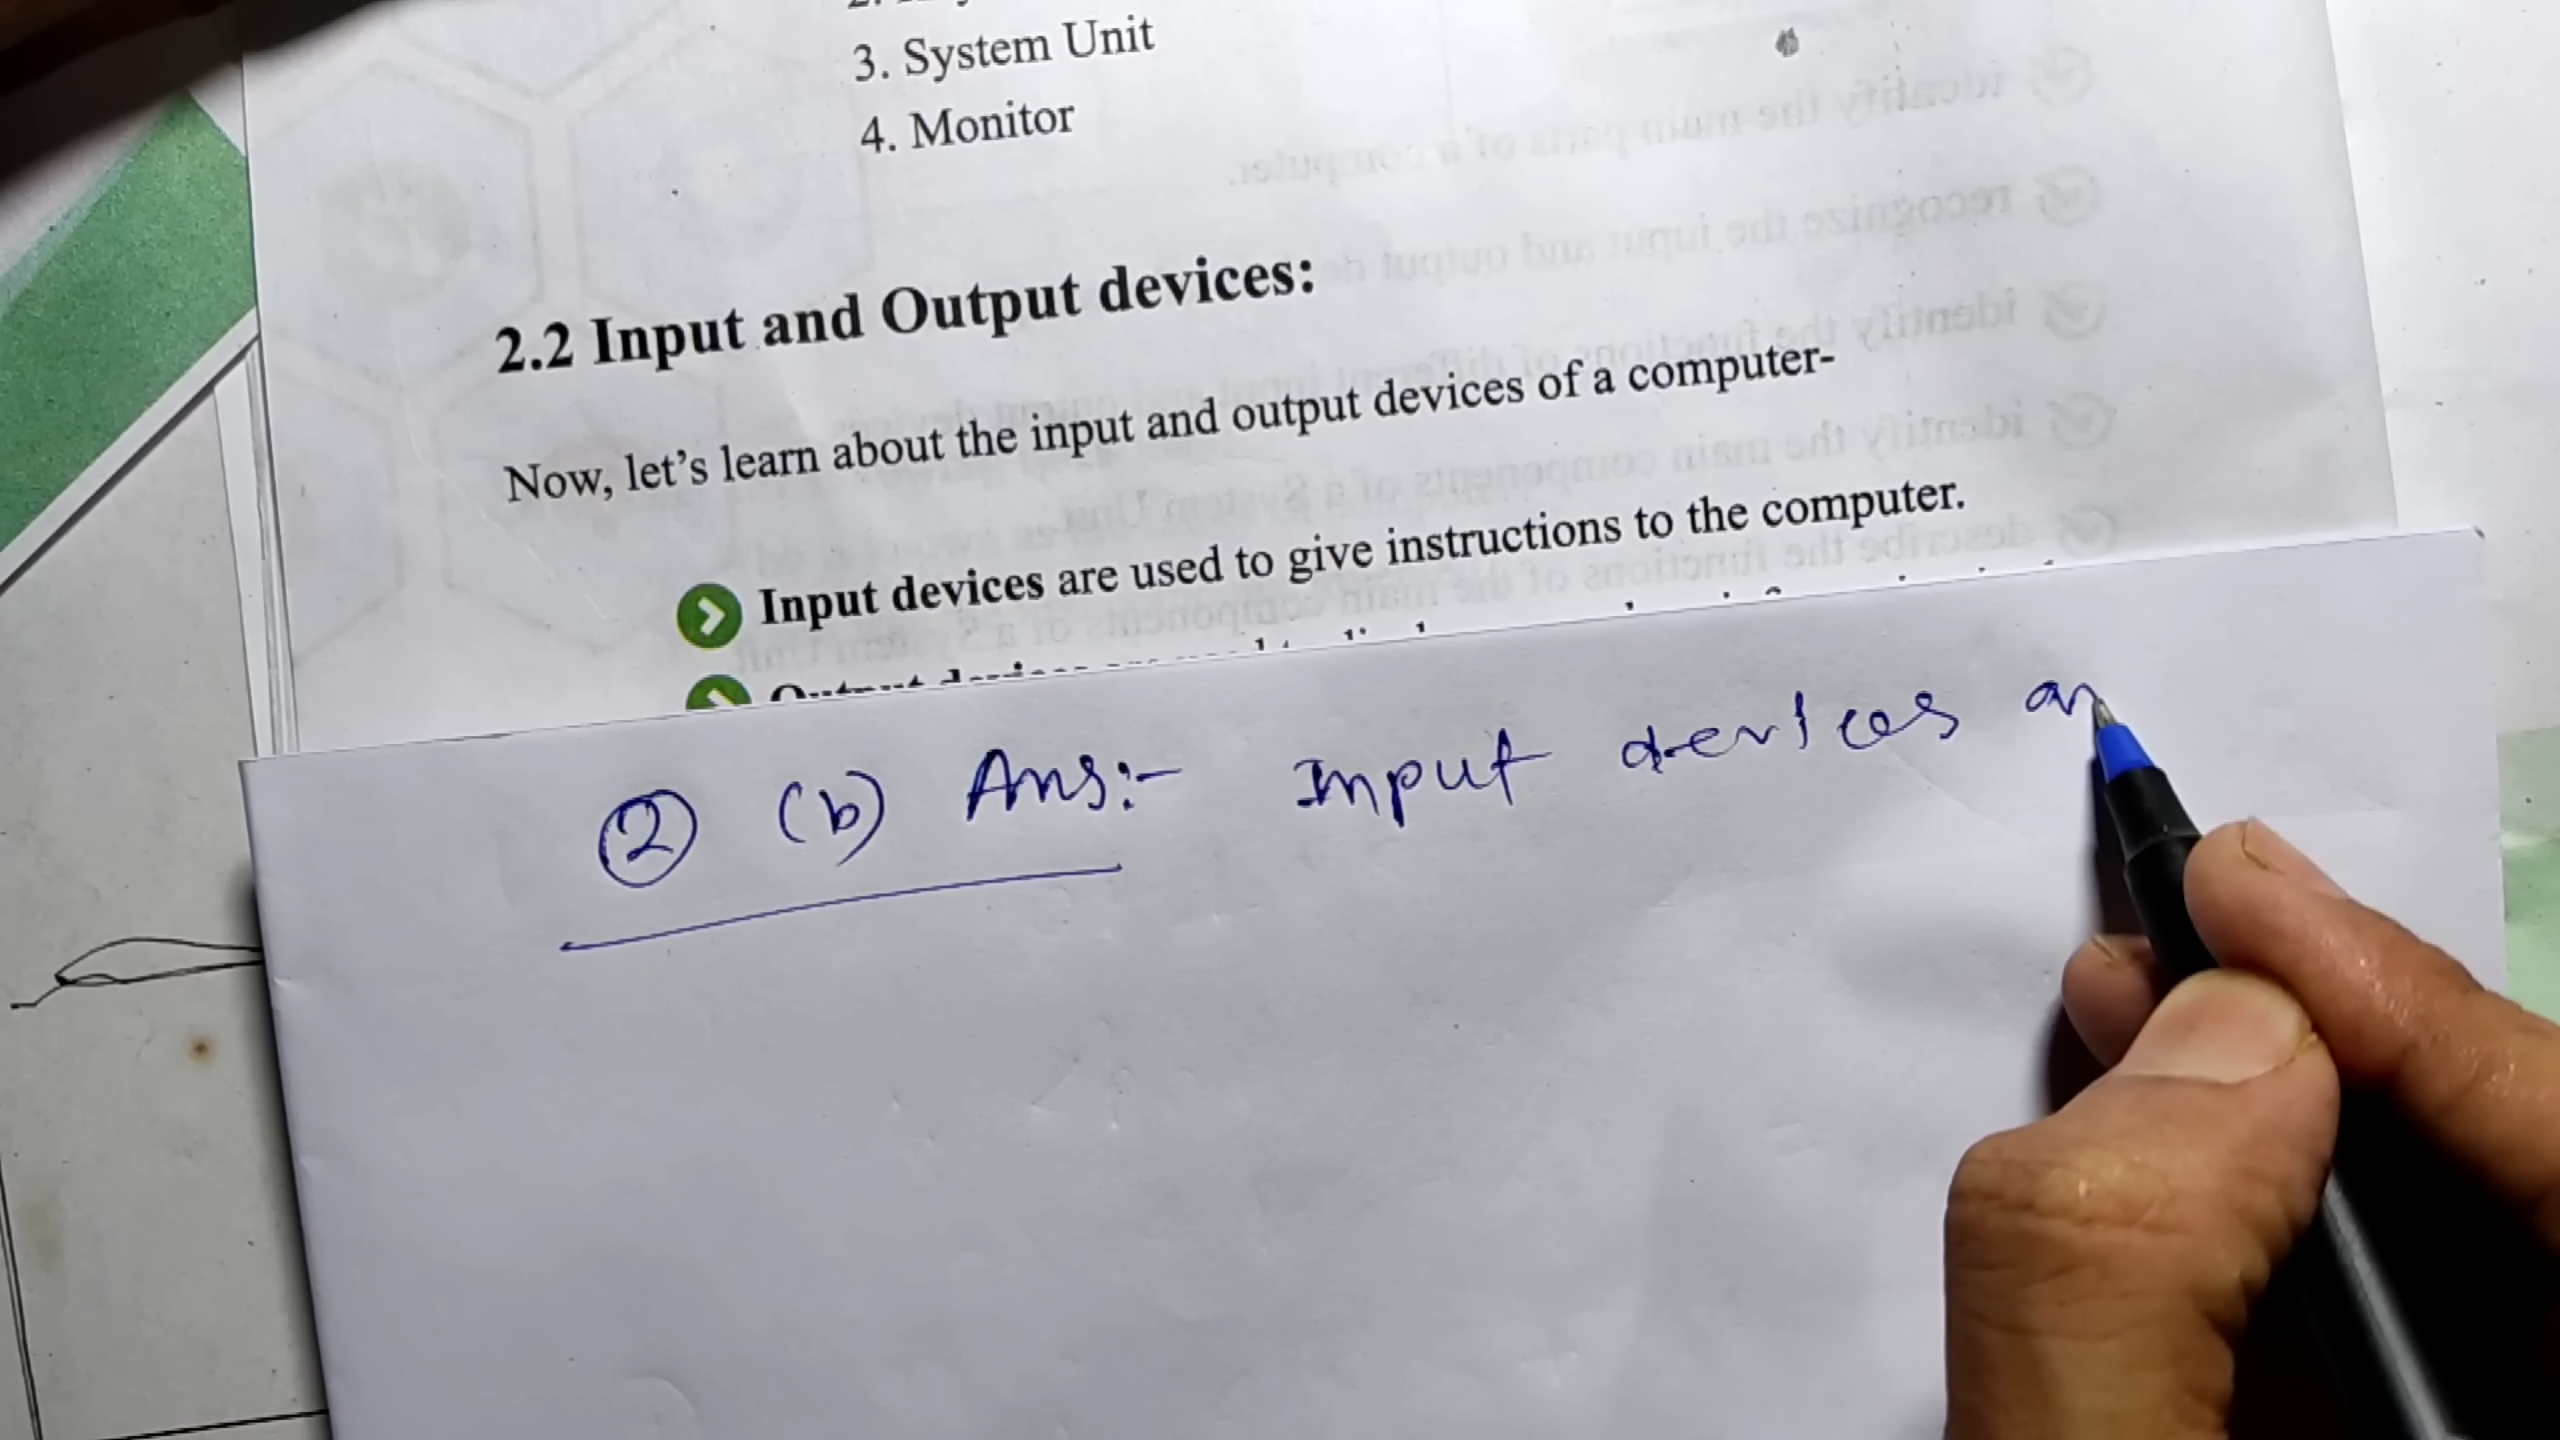 3. System Unit
4. Monitor
2.2 Input and Output devices:
Now, let's learn about the input and output devices of a computer-
Input devices are used to give instructions to the computer.
② (b) Ans:- Input devices ar